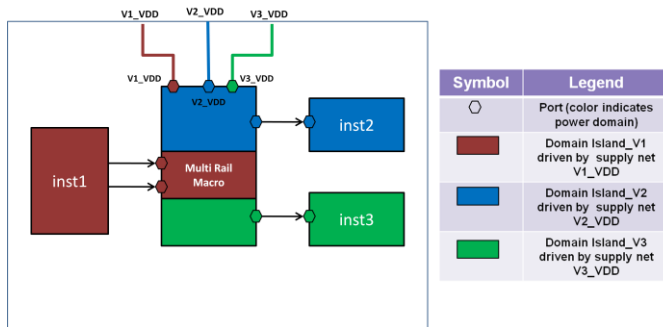 V1_VDD
V2_VDD
V3_VDD
V1_VDD
V3_VDD
V2_VDD
inst1
Multi Rail
Macro
inst2
inst3
Symbol
Legend
Port (color indicates
power domain)
Domain Island_V1
driven by supply net
V1_VDD
Domain Island_V2
driven by supply net
V2_VDD
Domain Island_V3
driven by supply net
V3_VDD